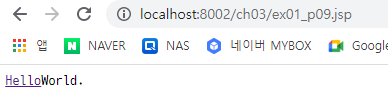 localhost:8002/ch03/ex01_p09.jsp
앱 NAVER NAS 네이버 MYBOX Google
HelloWorld.